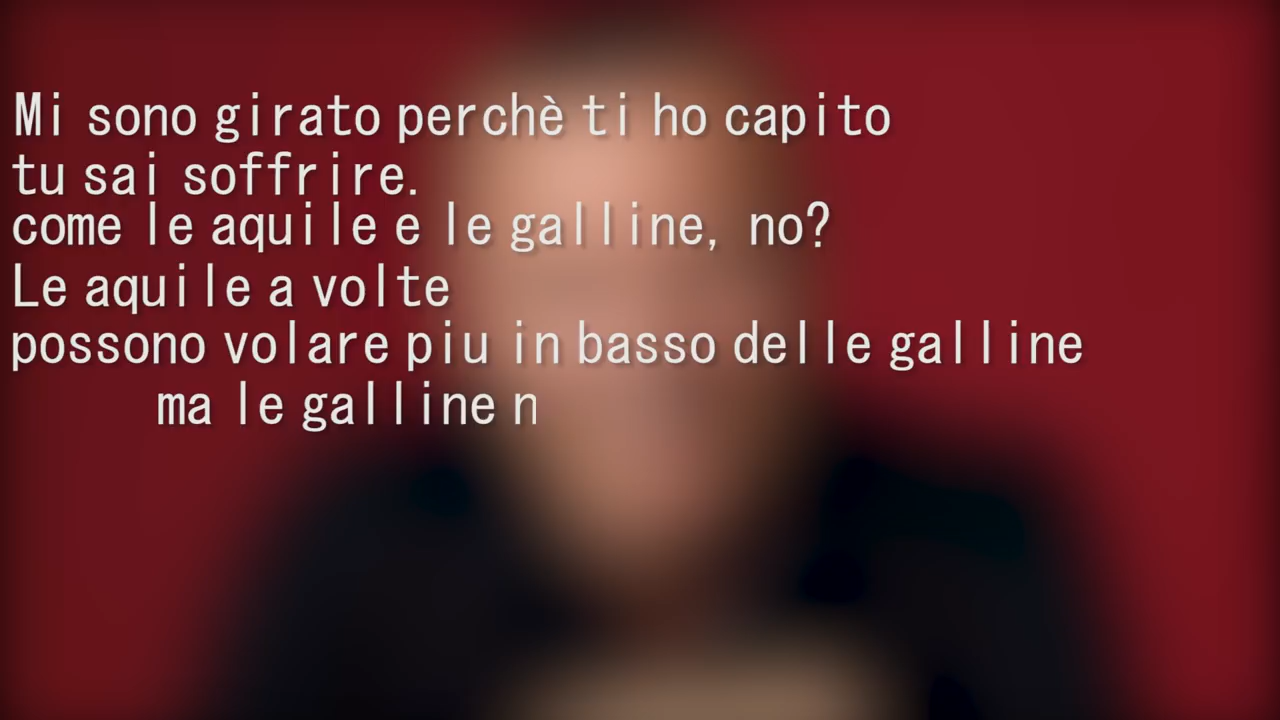 Mi sono girato perchè ti ho capito
tu sai soffrire.
come le aquile e le galline, no?
Le aquile a volte
possono volare piu in basso delle galline
ma le galline n